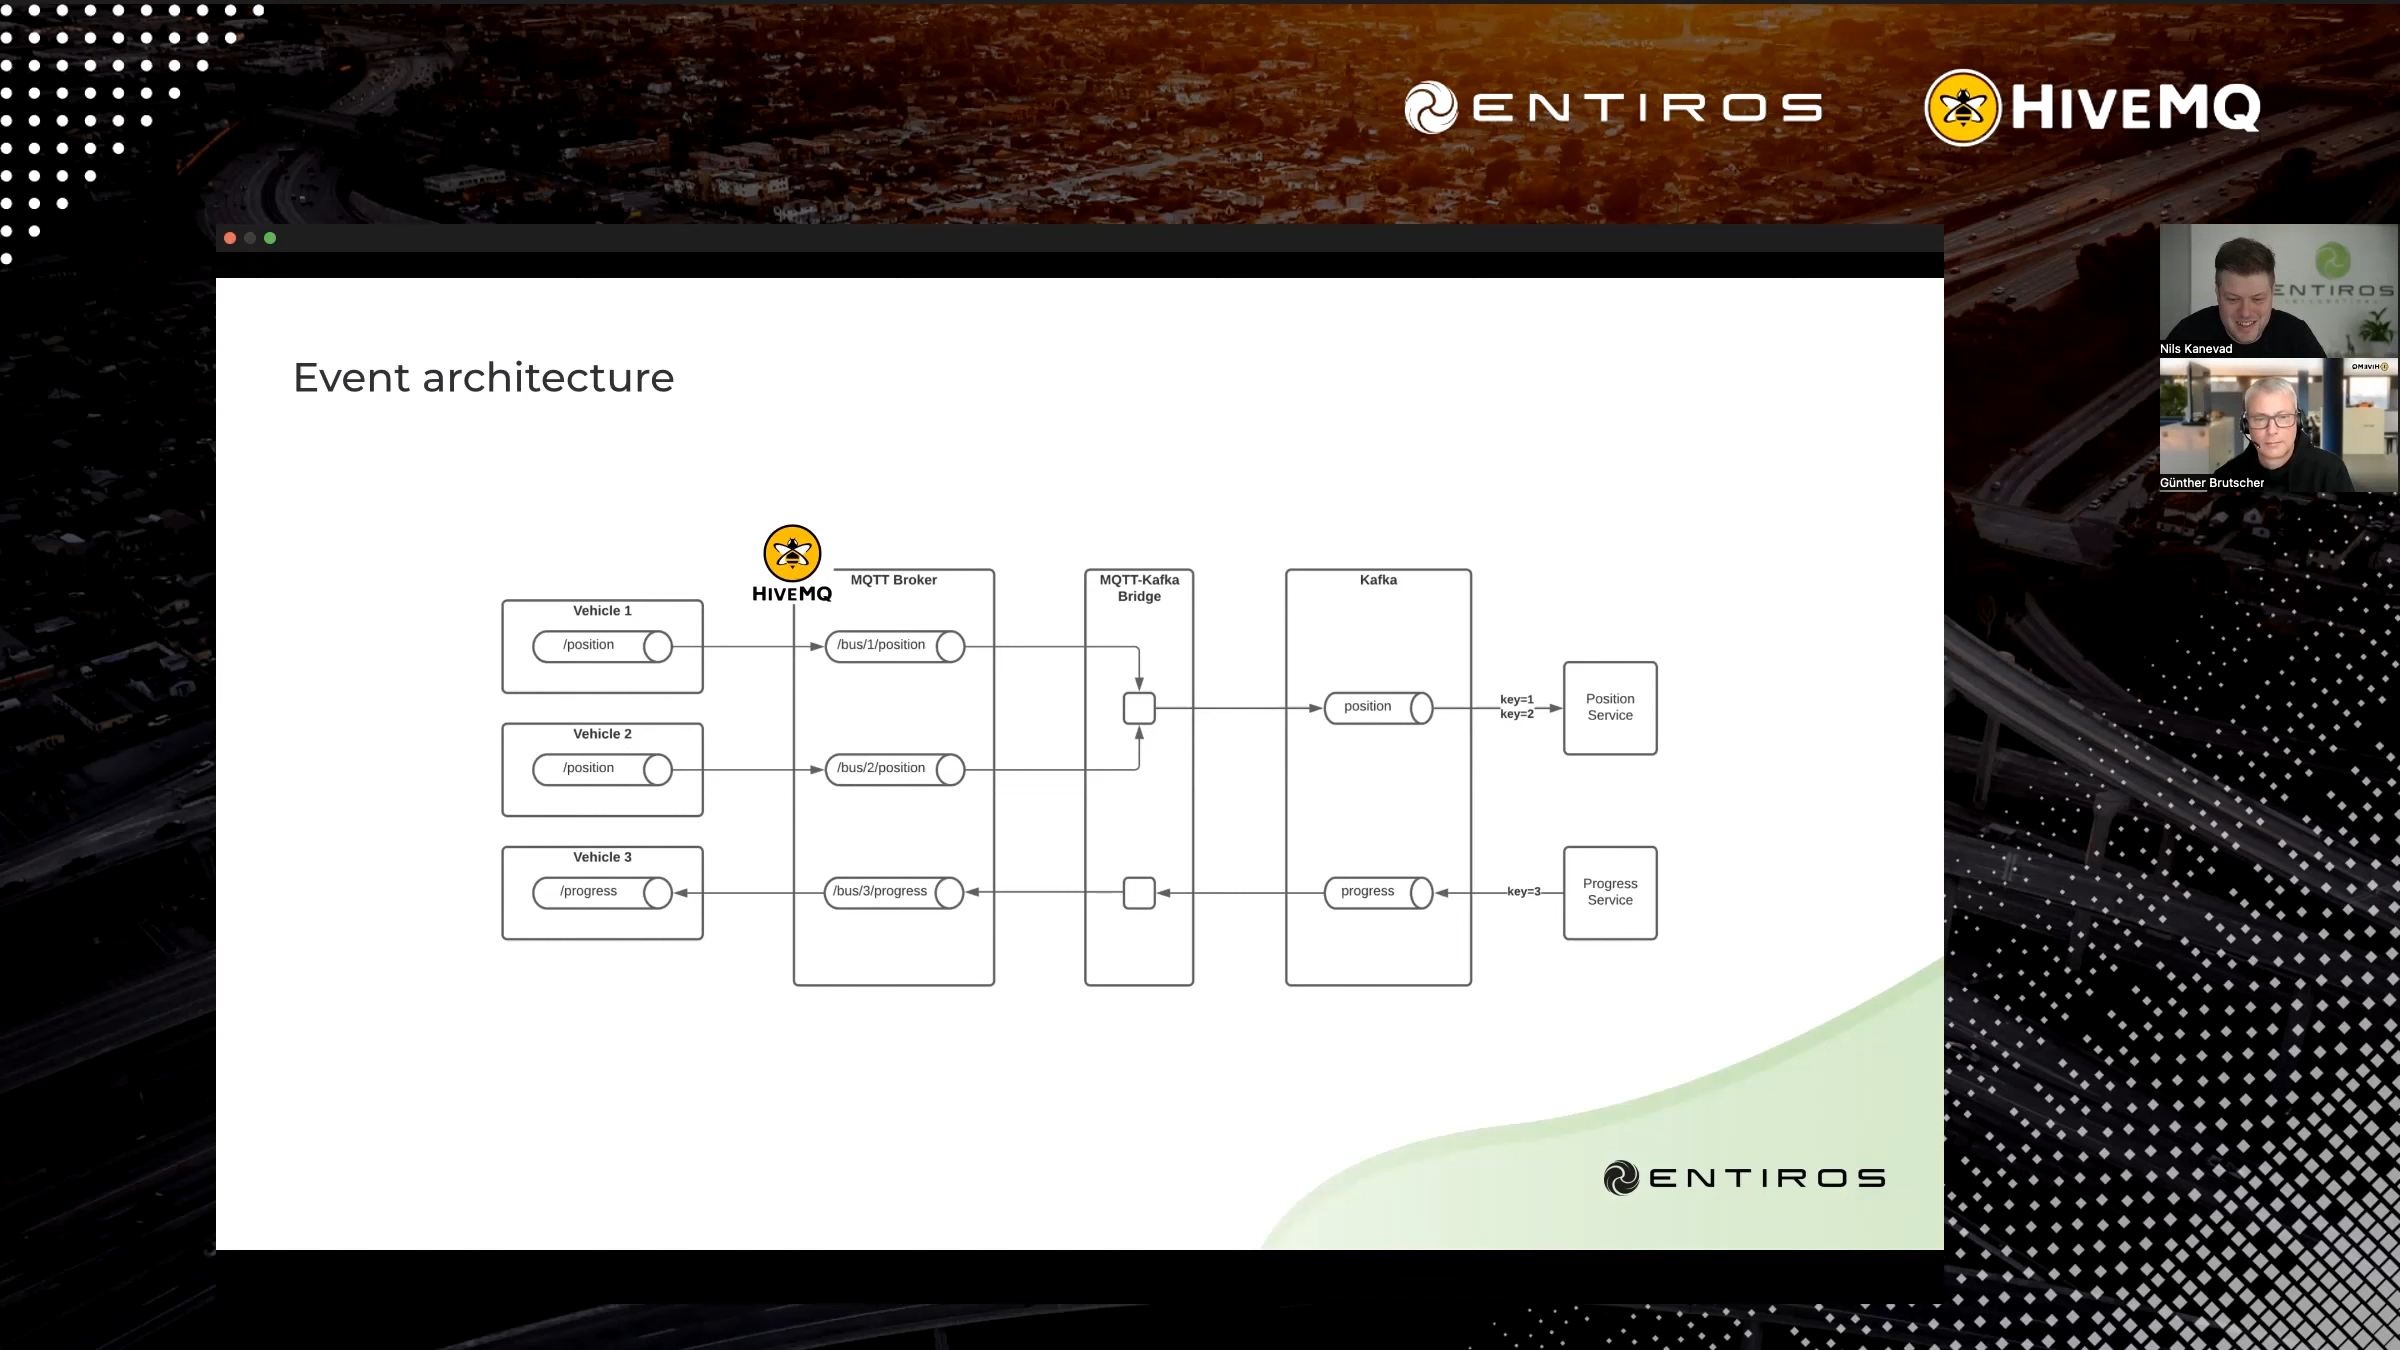 ENTIROS
HIVEMQ
ENTIROS
Nils Kanevad
HIVEMQ
Günther Brutscher
Event architecture
HIVEMQ
MQTT Broker
MQTT-Kafka
Bridge
Kafka
Vehicle 1
/position
/bus/1/position
position
key=1
key=2
Position
Service
Vehicle 2
/position
/bus/2/position
Vehicle 3
/progress
/bus/3/progress
progress
key=3
Progress
Service
ENTIROS